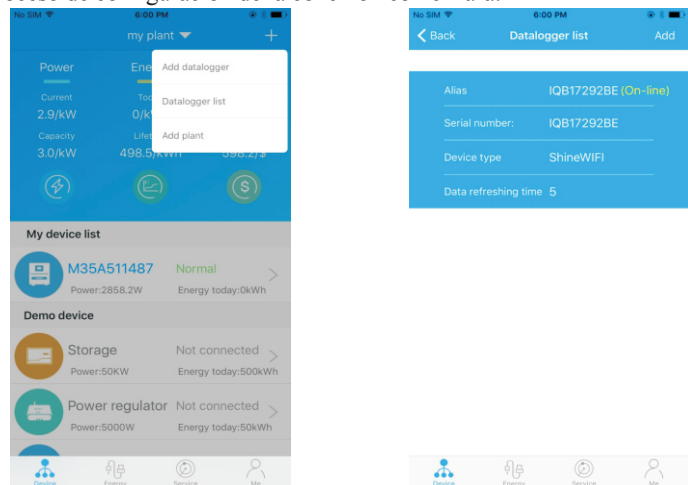 No SIM 6:00 PM
my plant
Power
Current
2.9/kW
Capacity
3.0/kW
498.5/kWh
Add datalogger
Datalogger list
Add plant
My device list
M35A511487 Normal
Power:2858.2W Energy today:0kWh
Demo device
Storage Not connected
Power:50KW Energy today:500kWh
Power regulator Not connected
Power:5000W Energy today:50kWh
Device Energy Service Me
No SIM 6:00 PM
Back Datalogger list Add
Alias IQB17292BE (On-line)
Serial number: IQB17292BE
Device type ShineWIFI
Data refreshing time 5
Device Energy Service Me